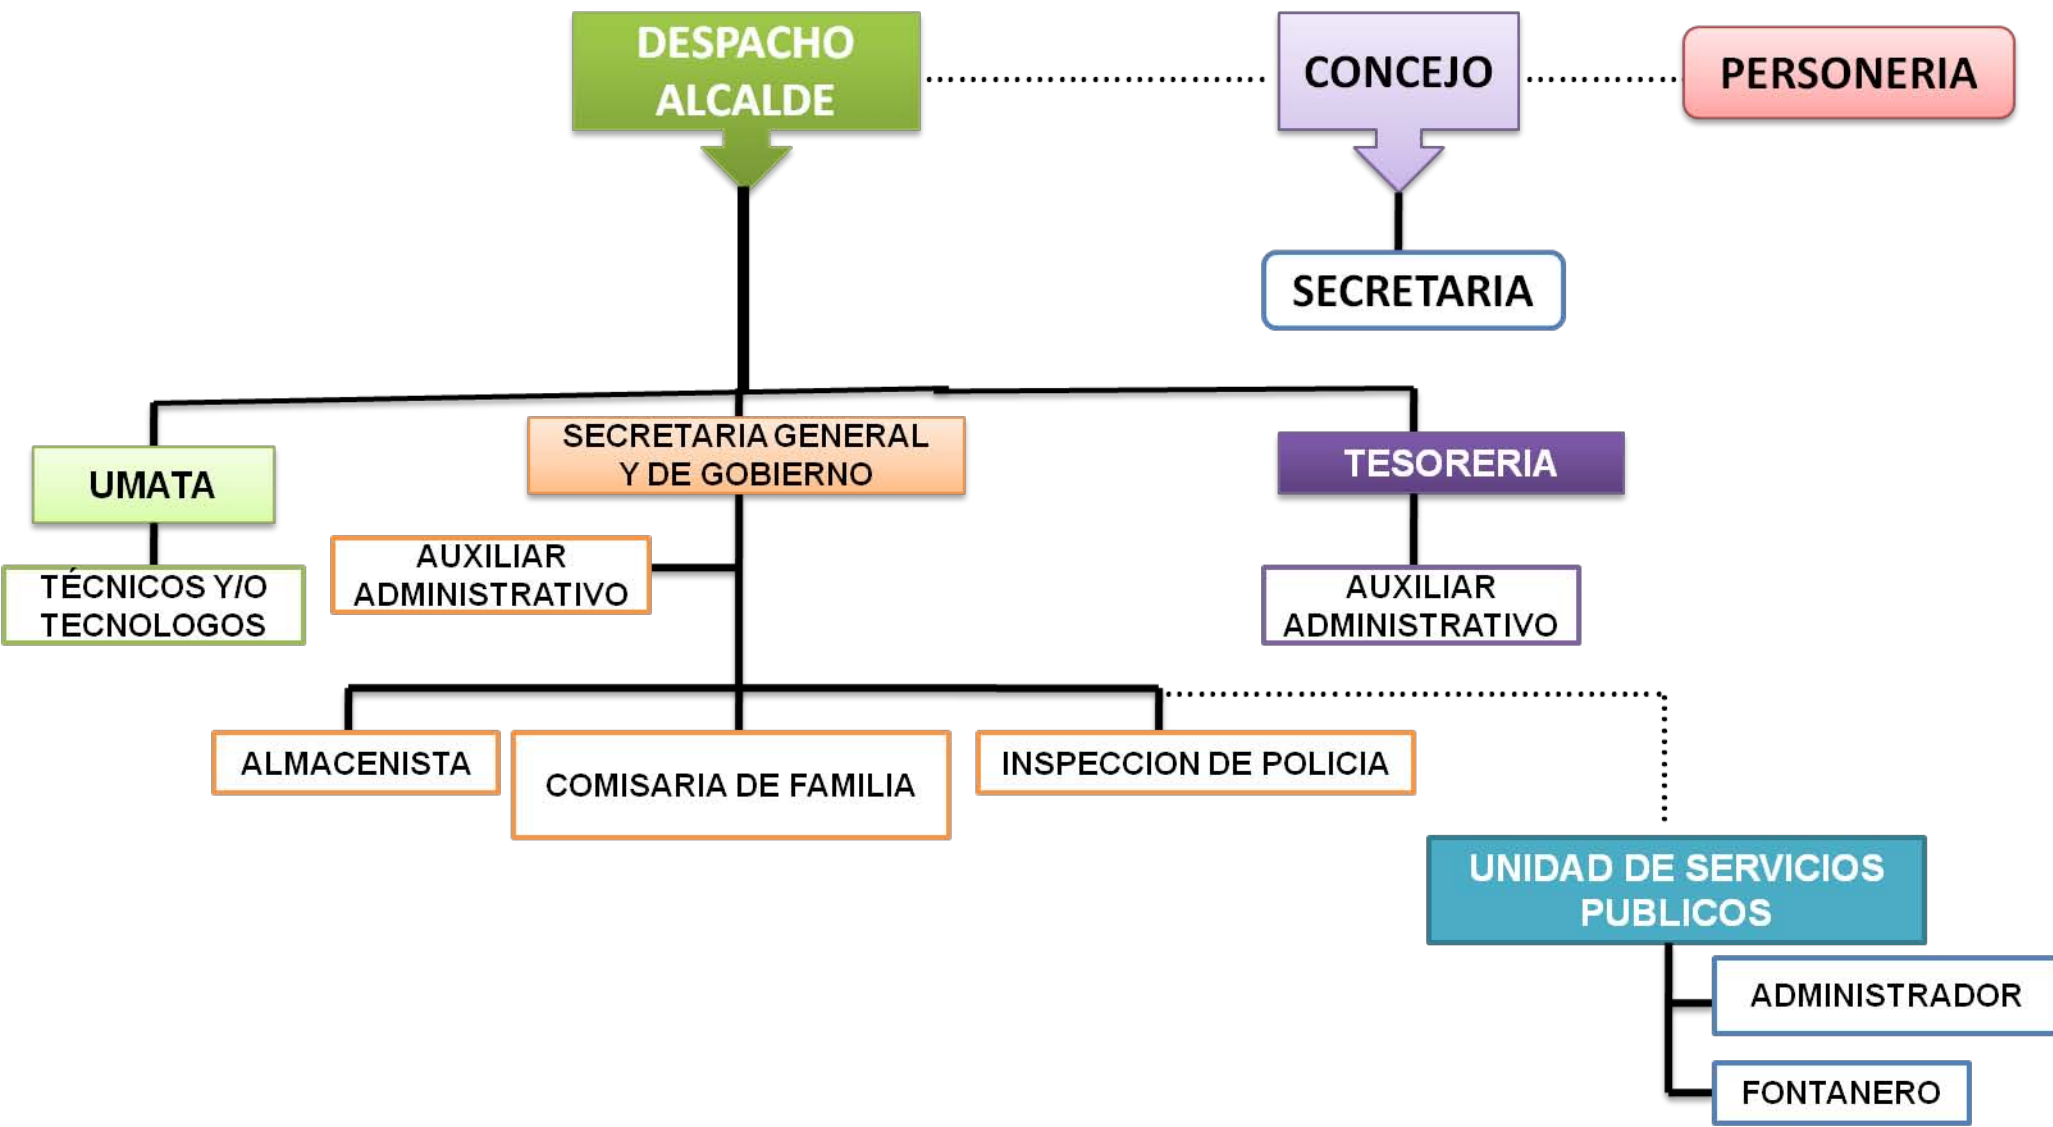 DESPACHO
ALCALDE
CONCEJO
PERSONERIA
SECRETARIA
UMATA
SECRETARIA GENERAL
Y DE GOBIERNO
TESORERIA
TÉCNICOS Y/O
TECNOLOGOS
AUXILIAR
ADMINISTRATIVO
AUXILIAR
ADMINISTRATIVO
ALMACENISTA
COMISARIA DE FAMILIA
INSPECCION DE POLICIA
UNIDAD DE SERVICIOS
PUBLICOS
ADMINISTRADOR
FONTANERO